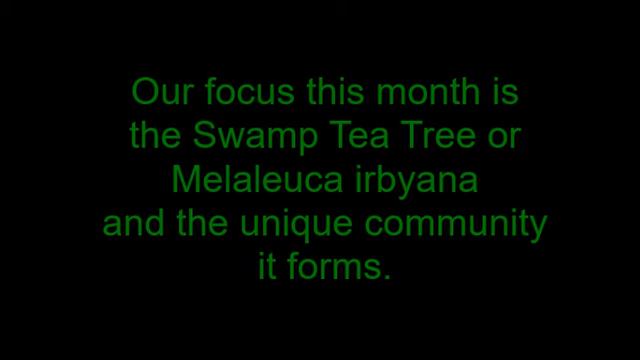 Our focus this month is
the Swamp Tea Tree or
Melaleuca irbyana
and the unique community
it forms.